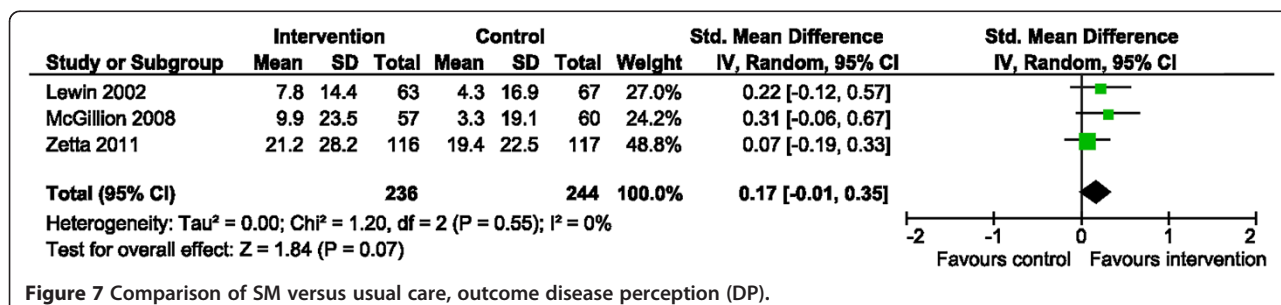 Intervention Control Std. Mean Difference Std. Mean Difference
Study or Subgroup Mean SD Total Mean SD Total Weight IV, Random, 95% CI IV, Random, 95% CI
Lewin 2002 7.8 14.4 63 4.3 16.9 67 27.0% 0.22 [-0.12, 0.57]
McGillion 2008 9.9 23.5 57 3.3 19.1 60 24.2% 0.31 [-0.06, 0.67]
Zetta 2011 21.2 28.2 116 19.4 22.5 117 48.8% 0.07 [-0.19, 0.33]
Total (95% CI) 236 244 100.0% 0.17 [-0.01, 0.35]
Heterogeneity: Tau² = 0.00; Chi² = 1.20, df = 2 (P = 0.55); I² = 0%
Test for overall effect: Z = 1.84 (P = 0.07)
-2 -1 0 1 2
Favours control Favours intervention
Figure 7 Comparison of SM versus usual care, outcome disease perception (DP).